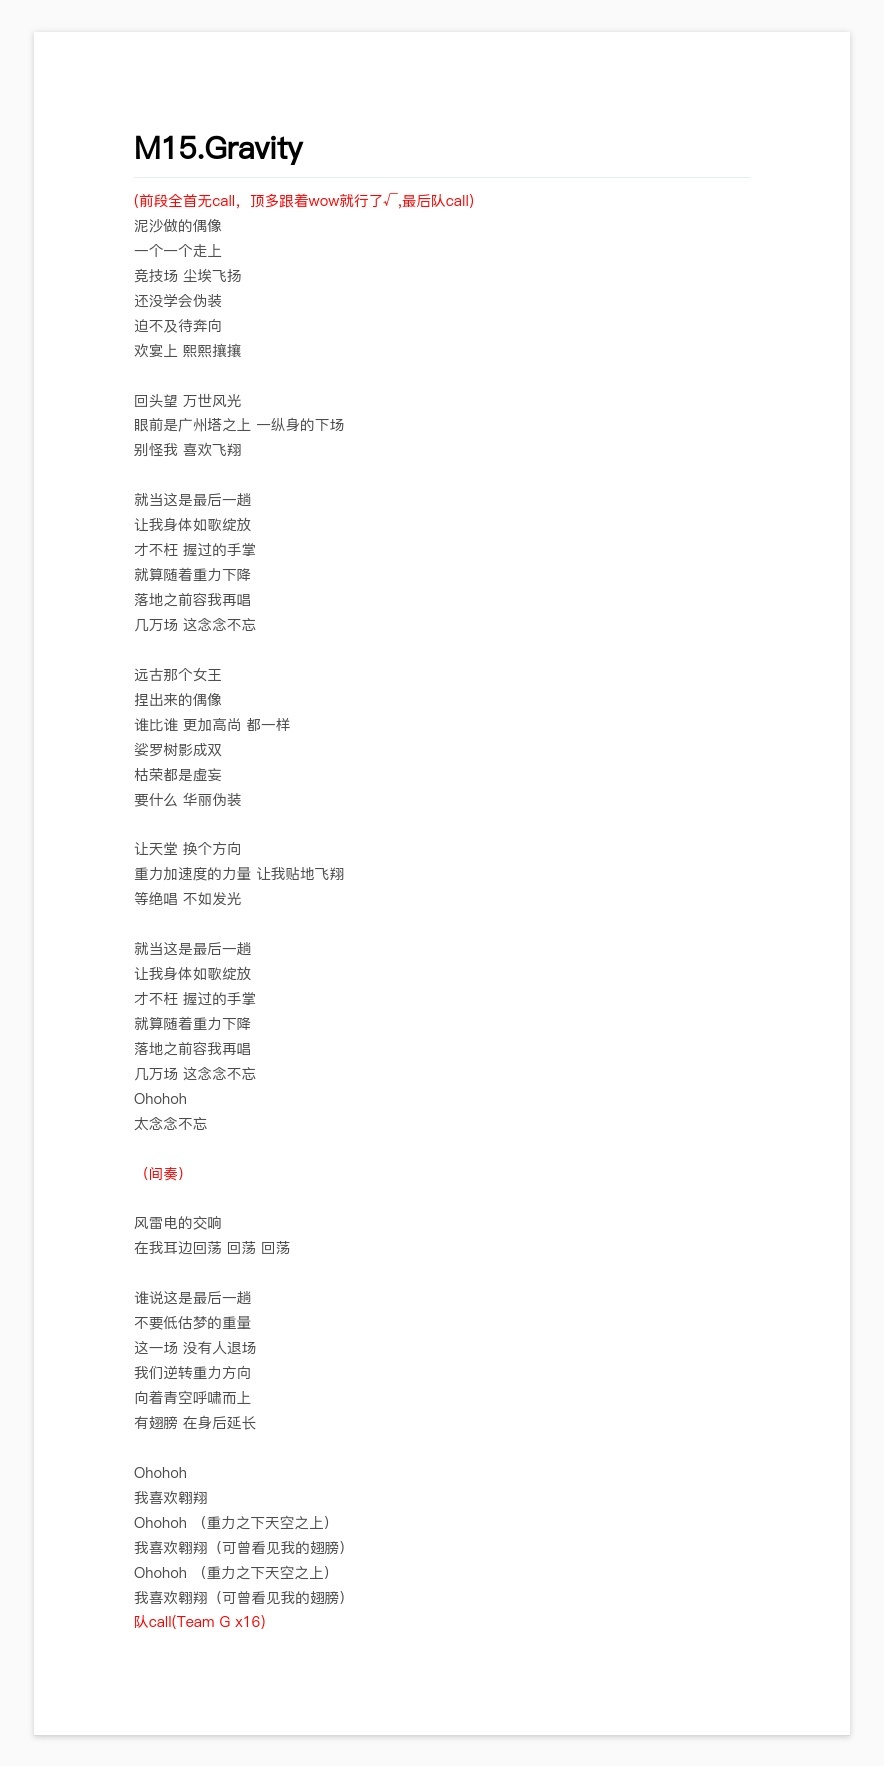 M15.Gravity
(前段全首无call，顶多跟着wow就行了√,最后队call)
泥沙做的偶像
一个一个走上
竞技场 尘埃飞扬
还没学会伪装
迫不及待奔向
欢宴上 熙熙攘攘
回头望 万世风光
眼前是广州塔之上 一纵身的下场
别怪我 喜欢飞翔
就当这是最后一趟
让我身体如歌绽放
才不枉 握过的手掌
就算随着重力下降
落地之前容我再唱
几万场 这念念不忘
远古那个女王
捏出来的偶像
谁比谁 更加高尚 都一样
娑罗树影成双
枯荣都是虚妄
要什么 华丽伪装
让天堂 换个方向
重力加速度的力量 让我贴地飞翔
等绝唱 不如发光
就当这是最后一趟
让我身体如歌绽放
才不枉 握过的手掌
就算随着重力下降
落地之前容我再唱
几万场 这念念不忘
Ohohoh
太念念不忘
（间奏）
风雷电的交响
在我耳边回荡 回荡 回荡
谁说这是最后一趟
不要低估梦的重量
这一场 没有人退场
我们逆转重力方向
向着青空呼啸而上
有翅膀 在身后延长
Ohohoh
我喜欢翱翔
Ohohoh （重力之下天空之上）
我喜欢翱翔（可曾看见我的翅膀）
Ohohoh （重力之下天空之上）
我喜欢翱翔（可曾看见我的翅膀）
队call(Team G x16)